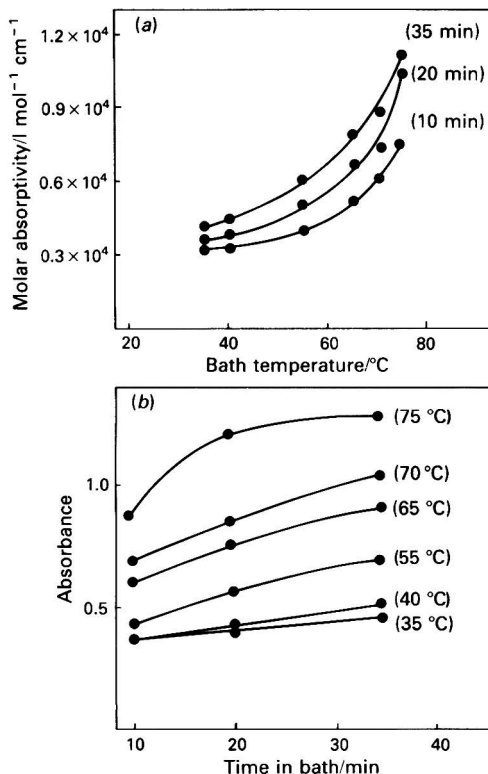 (a)
(35 min)
(20 min)
(10 min)
1.2 × 10⁴
0.9 × 10⁴
0.6 × 10⁴
0.3 × 10⁴
Molar absorptivity/l mol⁻¹ cm⁻¹
20 40 60 80
Bath temperature/°C
(b)
(75 °C)
(70 °C)
(65 °C)
(55 °C)
(40 °C)
(35 °C)
1.0
0.5
Absorbance
10 20 30 40
Time in bath/min